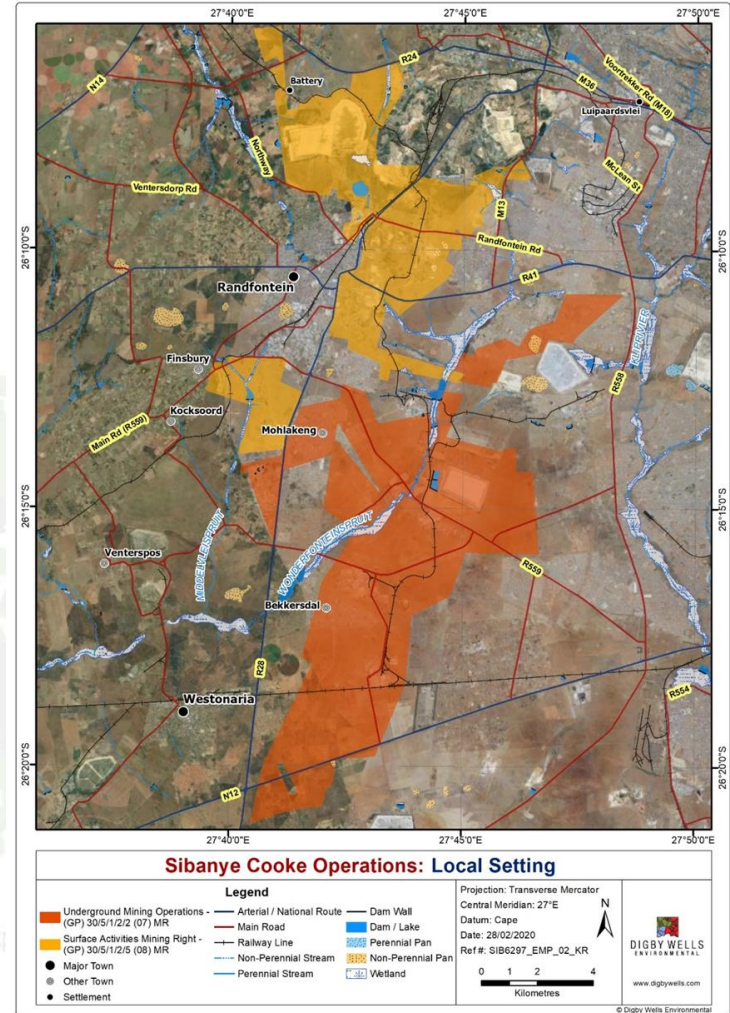 27°40'0"E
27°45'0"E
27°50'0"E
N14
R24
Battery
M36
Voortrekker Rd (M18)
Luipaardsvlei
Northway
McLean St
Ventersdorp Rd
M13
26°10'0"S
26°10'0"S
Randfontein Rd
R41
Randfontein
KLIPRIVIER
Finsbury
R558
Kocksoord
Main Rd (R559)
Mohlakeng
26°15'0"S
26°15'0"S
MIDDELVLEISPRUIT
WONDERFONTEINSPRUIT
Venterspos
R559
Bekkersdal
R28
R554
Westonaria
26°20'0"S
26°20'0"S
N12
27°40'0"E
27°45'0"E
27°50'0"E
Sibanye Cooke Operations: Local Setting
Legend
Underground Mining Operations -
(GP) 30/5/1/2/2 (07) MR
Surface Activities Mining Right -
(GP) 30/5/1/2/5 (08) MR
Major Town
Other Town
Settlement
Arterial / National Route
Main Road
Railway Line
Non-Perennial Stream
Perennial Stream
Dam Wall
Dam / Lake
Perennial Pan
Non-Perennial Pan
Wetland
Projection: Transverse Mercator
Central Meridian: 27°E
Datum: Cape
Date: 28/02/2020
Ref #: SIB6297_EMP_02_KR
N
0 1 2 4
Kilometres
DIGBY WELLS
ENVIRONMENTAL
www.digbywells.com
© Digby Wells Environmental